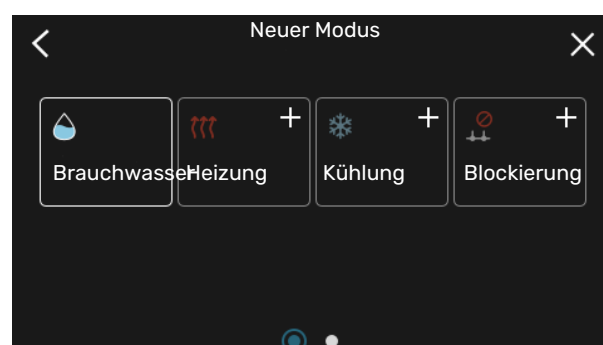 Neuer Modus
Brauchwasser
Heizung
Kühlung
Blockierung